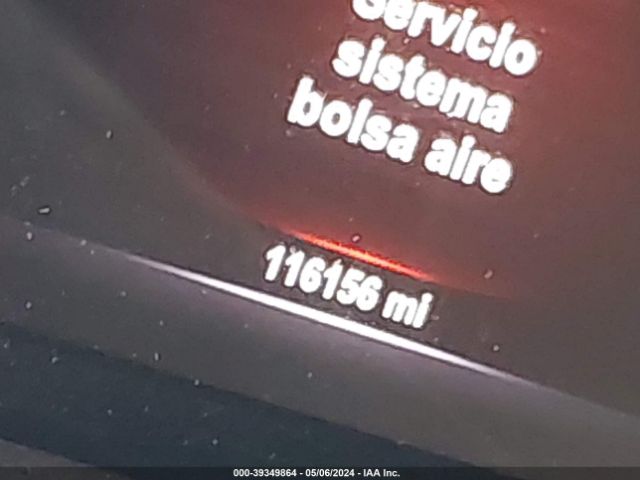 Servicio
sistema
bolsa aire
116156 mi
000-39349864 - 05/06/2024 - IAA Inc.